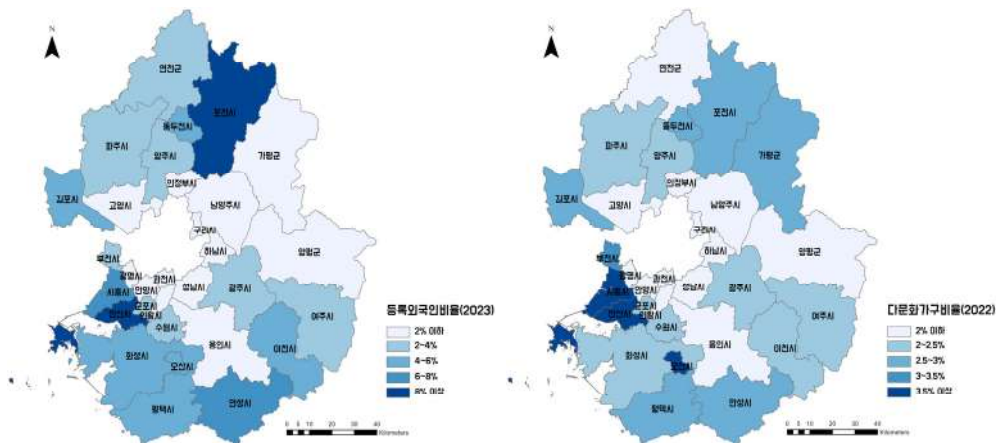 N
연천군
포천시
동두천시
파주시
양주시
가평군
의정부시
김포시
고양시
남양주시
구리시
하남시
양평군
부천시
광명시
과천시
시흥시
안양시
성남시
광주시
군포시
안산시
의왕시
수원시
여주시
용인시
이천시
화성시
오산시
평택시
안성시
등록외국인비율(2023)
2% 이하
2~4%
4~6%
6~8%
8% 이상
0 5 10 20 30 40
Kilometers
N
연천군
포천시
동두천시
파주시
양주시
가평군
의정부시
김포시
고양시
남양주시
구리시
하남시
양평군
부천시
광명시
과천시
시흥시
안양시
성남시
광주시
군포시
안산시
의왕시
수원시
여주시
용인시
이천시
화성시
오산시
평택시
안성시
다문화가구비율(2022)
2% 이하
2~2.5%
2.5~3%
3~3.5%
3.5% 이상
0 5 10 20 30 40
Kilometers